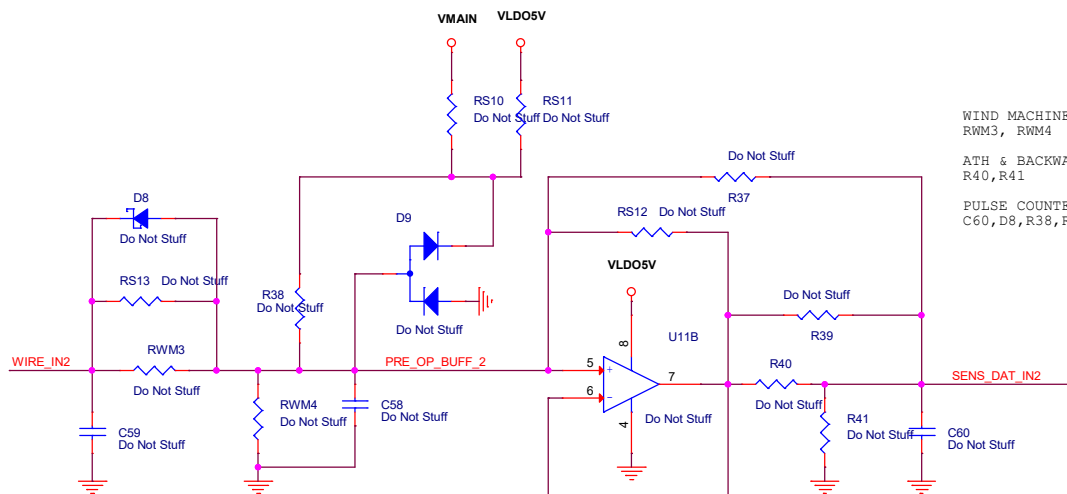 VMAIN VLDO5V
RS10 RS11
Do Not Stuff Do Not Stuff
WIND MACHINE
RWM3, RWM4
Do Not Stuff
ATH & BACKWA
R40,R41
R37
D8
PULSE COUNTE
C60,D8,R38,R
D9
RS12 Do Not Stuff
Do Not Stuff
VLDO5V
RS13 Do Not Stuff
R38
Do Not Stuff
Do Not Stuff
Do Not Stuff
R39
U11B
8
WIRE_IN2
RWM3
PRE_OP_BUFF_2
5
+
R40
SENS_DAT_IN2
7
Do Not Stuff
6
-
Do Not Stuff
RWM4
Do Not Stuff
C58
Do Not Stuff
4
Do Not Stuff
R41
Do Not Stuff
C59
Do Not Stuff
C60
Do Not Stuff